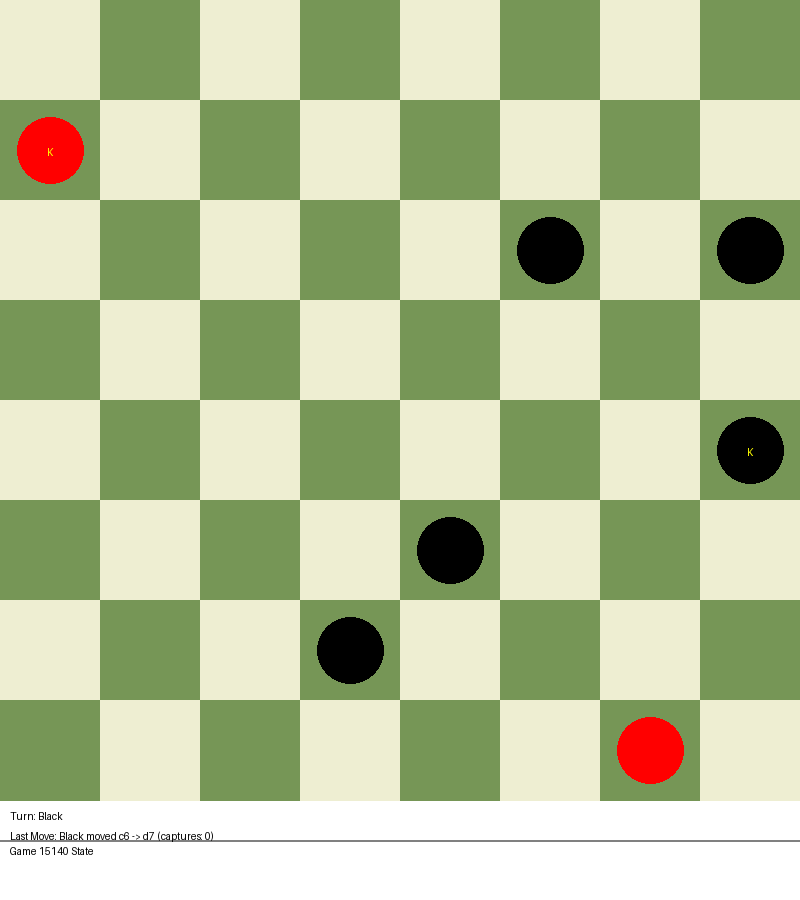 K
K
Turn: Black
Last Move: Black moved c6 -> d7 (captures: 0)
Game 15140 State